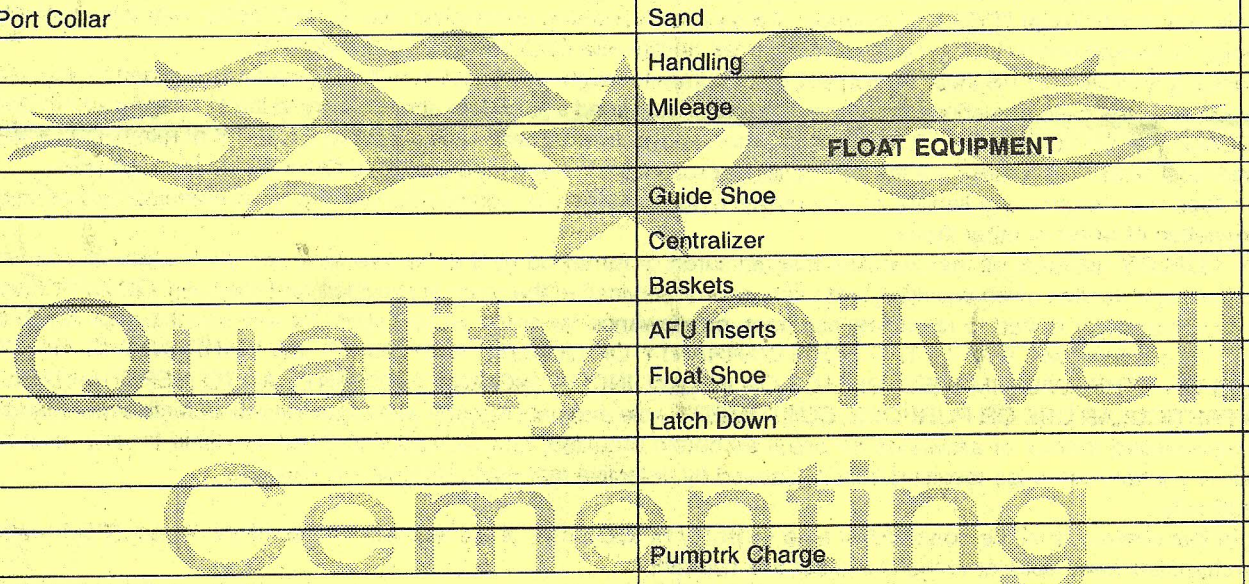 Port Collar
Sand
Handling
Mileage
FLOAT EQUIPMENT
Guide Shoe
Centralizer
Baskets
AFU Inserts
Float Shoe
Latch Down
Pumptrk Charge
Quality Oilwell
Cementing